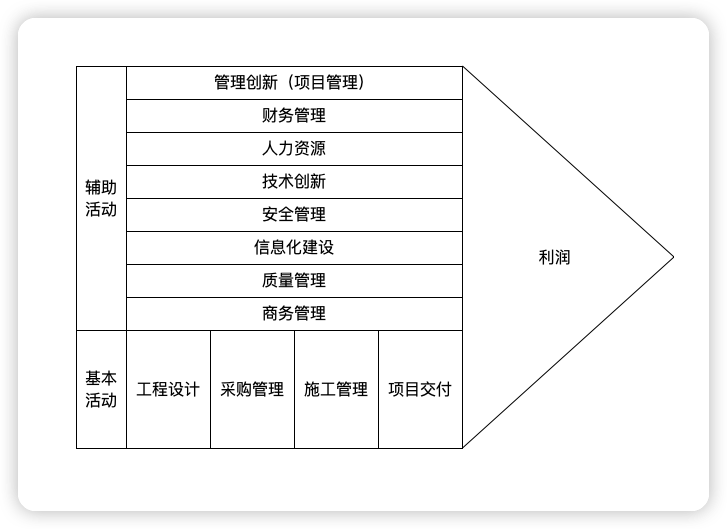 管理创新（项目管理）
财务管理
人力资源
技术创新
辅助
活动
安全管理
信息化建设
利润
质量管理
商务管理
基本
活动
工程设计
采购管理
施工管理
项目交付